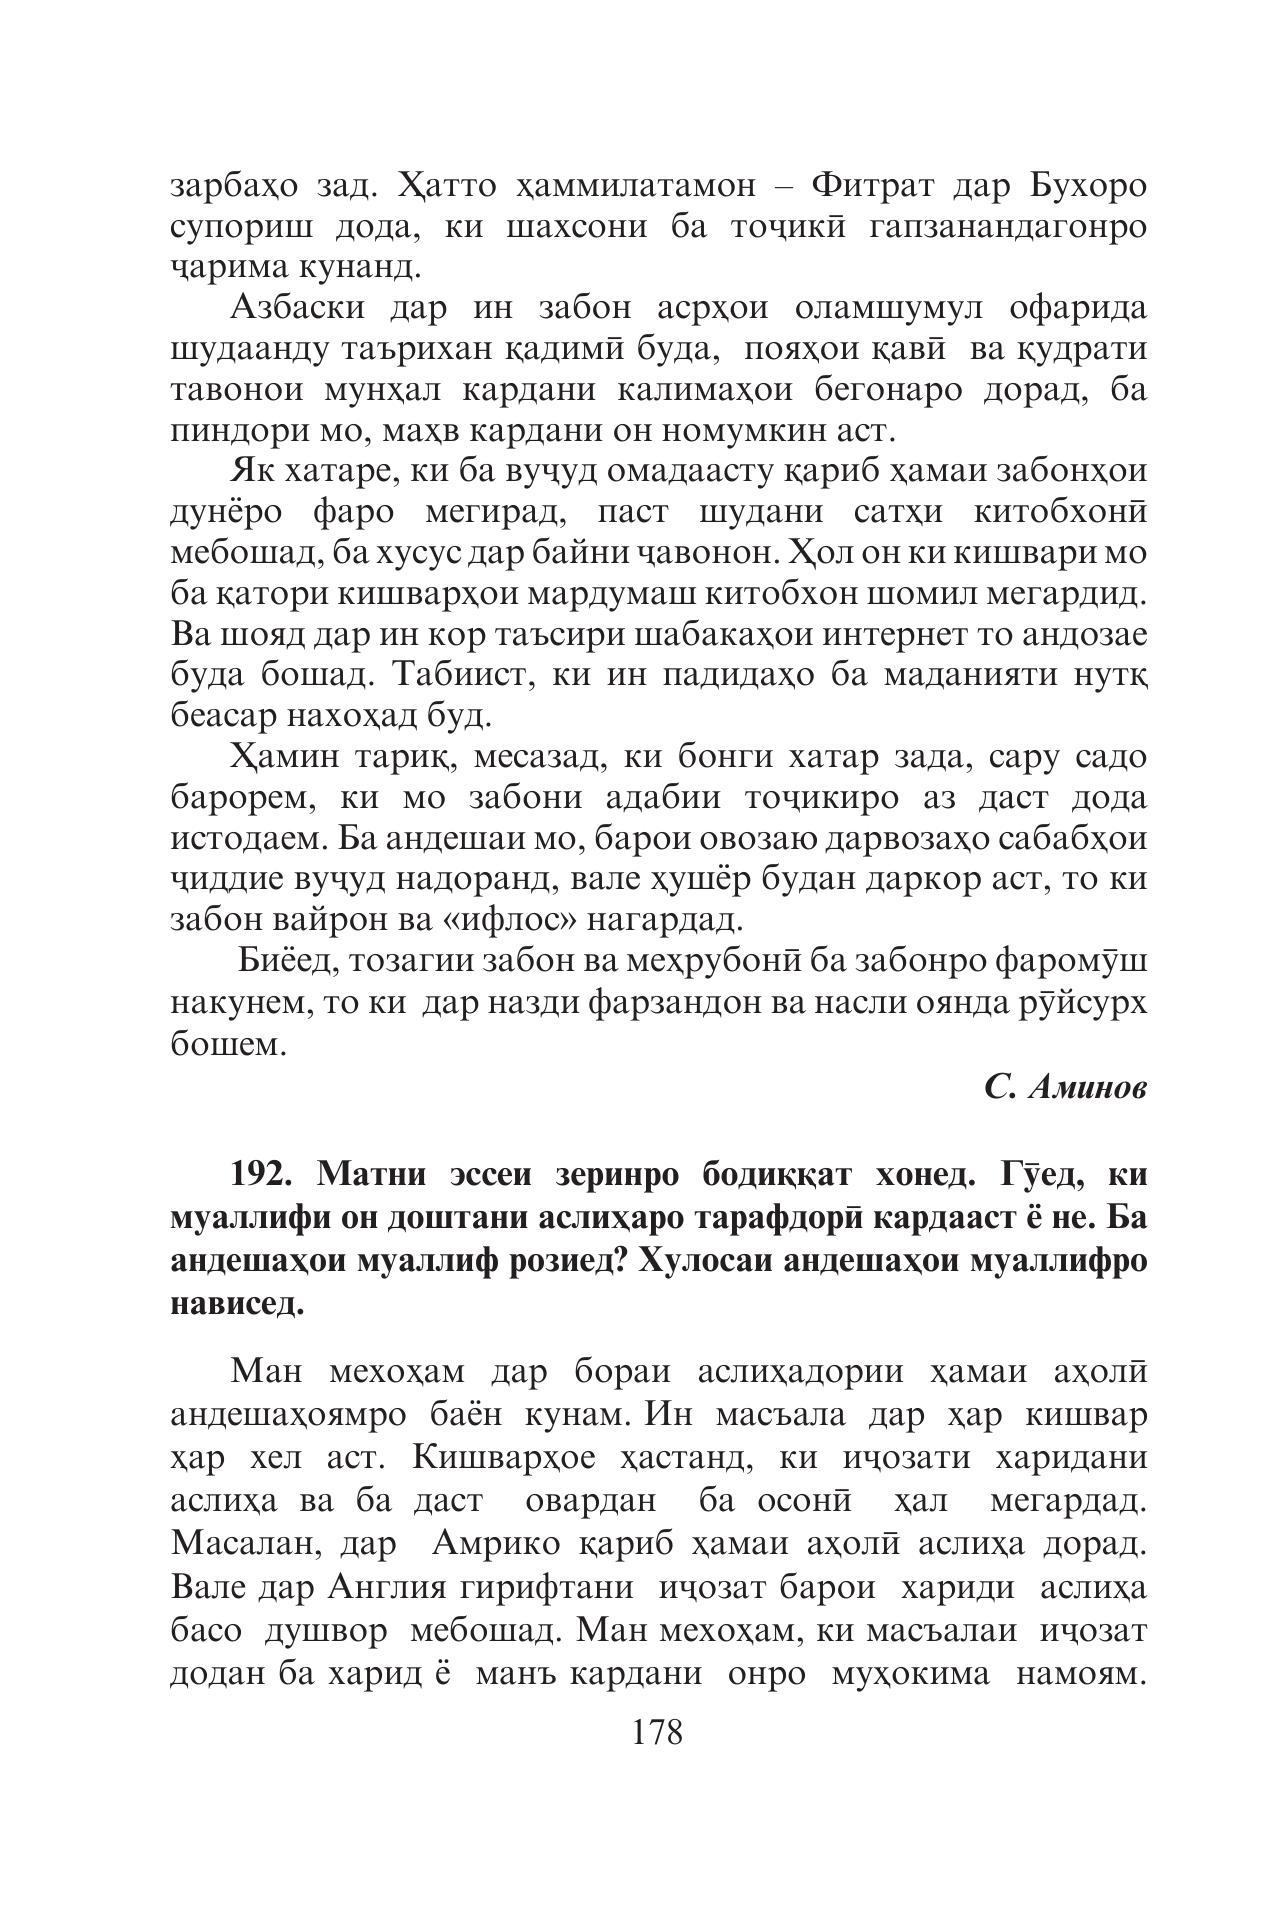 зарбаҳо зад. Ҳатто ҳаммилатамон – Фитрат дар Бухоро
супориш дода, ки шахсони ба тоҷикӣ гапзанандагонро
ҷарима кунанд.
Азбаски дар ин забон асрҳои оламшумул офарида
шудаанду таърихан қадимӣ буда, пояҳои қавӣ ва қудрати
тавонои мунҳал кардани калимаҳои бегонаро дорад, ба
пиндори мо, маҳв кардани он номумкин аст.
Як хатаре, ки ба вуҷуд омадаасту қариб ҳамаи забонҳои
дунёро фаро мегирад, паст шудани сатҳи китобхонӣ
мебошад, ба хусус дар байни ҷавонон. Ҳол он ки кишвари мо
ба қатори кишварҳои мардумаш китобхон шомил мегардид.
Ва шояд дар ин кор таъсири шабакаҳои интернет то андозае
буда бошад. Табиист, ки ин падидаҳо ба маданияти нутқ
беасар нахоҳад буд.
Ҳамин тариқ, месазад, ки бонги хатар зада, сару садо
барорем, ки мо забони адабии тоҷикиро аз даст дода
истодаем. Ба андешаи мо, барои овозаю дарвозаҳо сабабҳои
ҷиддие вуҷуд надоранд, вале ҳушёр будан даркор аст, то ки
забон вайрон ва «ифлос» нагардад.
Биёед, тозагии забон ва меҳрубонӣ ба забонро фаромӯш
накунем, то ки дар назди фарзандон ва насли оянда рӯйсурх
бошем.
С. Аминов
192. Матни эссеи зеринро бодиққат хонед. Гӯед, ки
муаллифи он доштани аслиҳаро тарафдорӣ кардааст ё не. Ба
андешаҳои муаллиф розиед? Хулосаи андешаҳои муаллифро
нависед.
Ман мехоҳам дар бораи аслиҳадории ҳамаи аҳолӣ
андешаҳоямро баён кунам. Ин масъала дар ҳар кишвар
ҳар хел аст. Кишварҳое ҳастанд, ки иҷозати харидани
аслиҳа ва ба даст овардан ба осонӣ ҳал мегардад.
Масалан, дар Амрико қариб ҳамаи аҳолӣ аслиҳа дорад.
Вале дар Англия гирифтани иҷозат барои хариди аслиҳа
басо душвор мебошад. Ман мехоҳам, ки масъалаи иҷозат
додан ба харид ё манъ кардани онро муҳокима намоям.
178